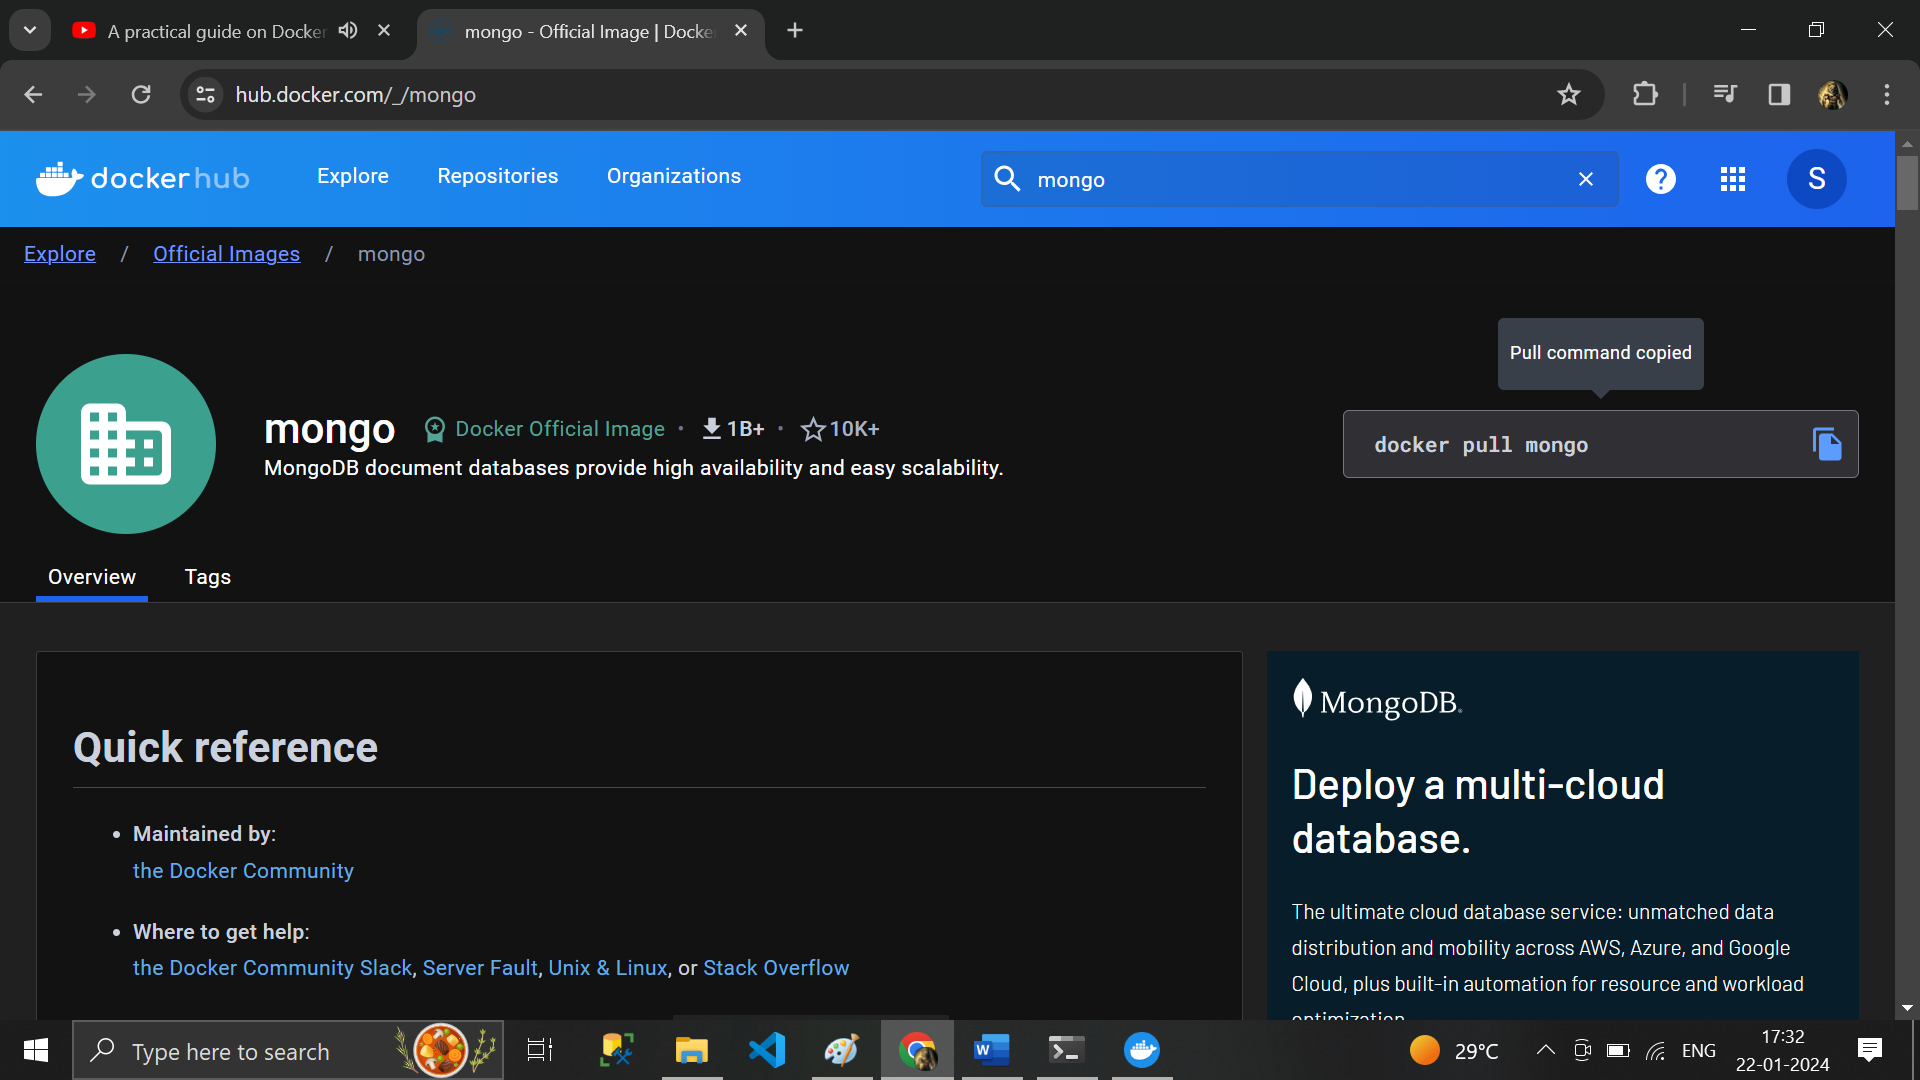 A practical guide on Docker
mongo - Official Image | Docke
hub.docker.com/_/mongo
docker hub
Explore
Repositories
Organizations
mongo
?
S
Explore / Official Images / mongo
Pull command copied
mongo
Docker Official Image • 1B+ • 10K+
MongoDB document databases provide high availability and easy scalability.
docker pull mongo
Overview
Tags
Quick reference
• Maintained by:
the Docker Community
• Where to get help:
the Docker Community Slack, Server Fault, Unix & Linux, or Stack Overflow
MongoDB.
Deploy a multi-cloud
database.
The ultimate cloud database service: unmatched data
distribution and mobility across AWS, Azure, and Google
Cloud, plus built-in automation for resource and workload
optimization
Type here to search
W
29°C
ENG
17:32
22-01-2024